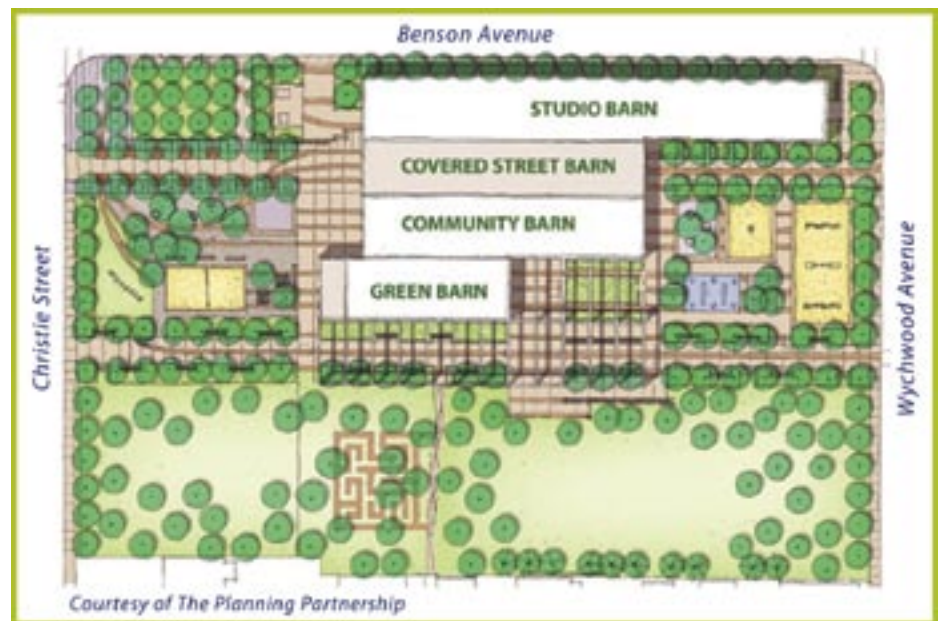 Benson Avenue
STUDIO BARN
COVERED STREET BARN
COMMUNITY BARN
GREEN BARN
Christie Street
Wychwood Avenue
Courtesy of The Planning Partnership